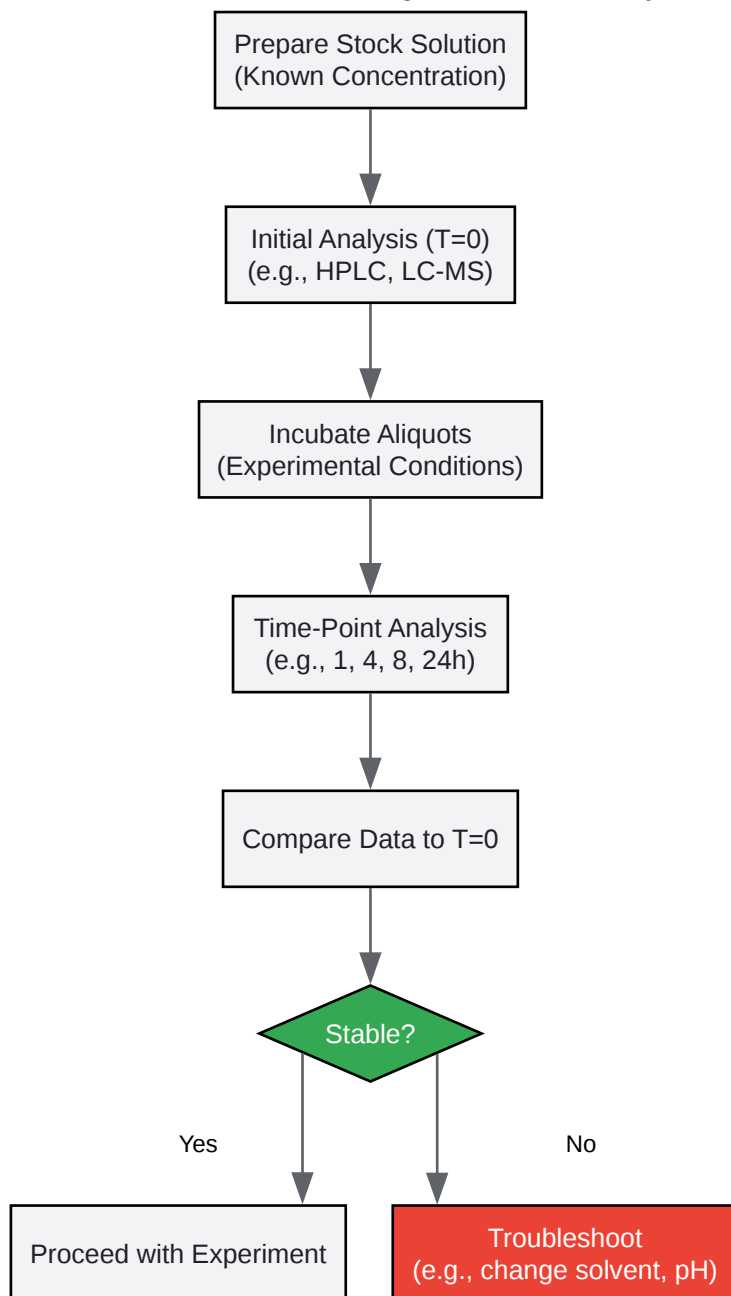 Prepare Stock Solution
(Known Concentration)
Initial Analysis (T=0)
(e.g., HPLC, LC-MS)
Incubate Aliquots
(Experimental Conditions)
Time-Point Analysis
(e.g., 1, 4, 8, 24h)
Compare Data to T=0
Stable?
Yes
No
Proceed with Experiment
Troubleshoot
(e.g., change solvent, pH)